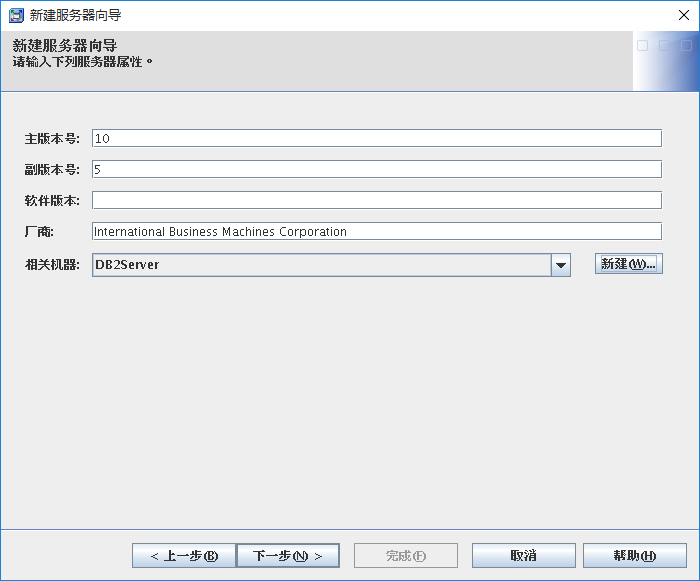 新建服务器向导
新建服务器向导
请输入下列服务器属性。
主版本号: 10
副版本号: 5
软件版本:
厂商: International Business Machines Corporation
相关机器: DB2Server 新建(W)...
< 上一步(B) 下一步(N) > 完成(F) 取消 帮助(H)